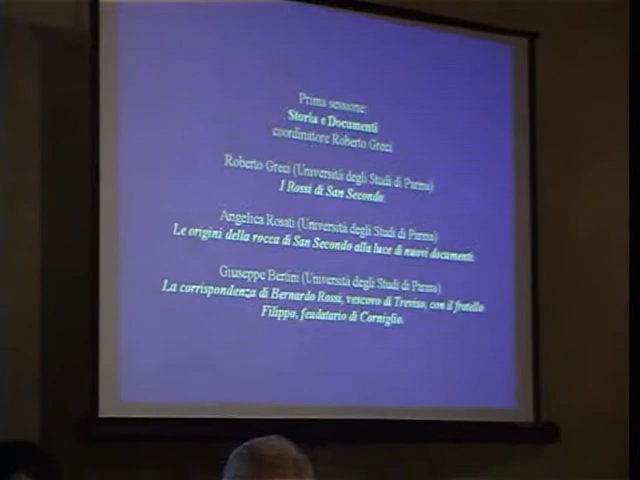 Prima sessione:
Storia e Documenti
coordinatore Roberto Greci
Roberto Greci (Università degli Studi di Parma)
I Rossi di San Secondo.
Angelica Rosati (Università degli Studi di Parma)
Le origini della rocca di San Secondo alla luce di nuovi documenti.
Giuseppe Bertini (Università degli Studi di Parma)
La corrispondenza di Bernardo Rossi, vescovo di Treviso, con il fratello
Filippo, feudatario di Corniglio.